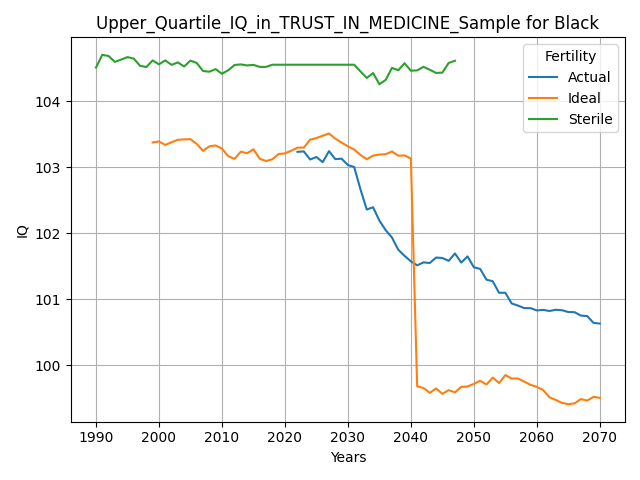 Upper_Quartile_IQ_in_TRUST_IN_MEDICINE_Sample for Black
Fertility
Actual
Ideal
Sterile
104
103
102
101
100
IQ
1990 2000 2010 2020 2030 2040 2050 2060 2070
Years